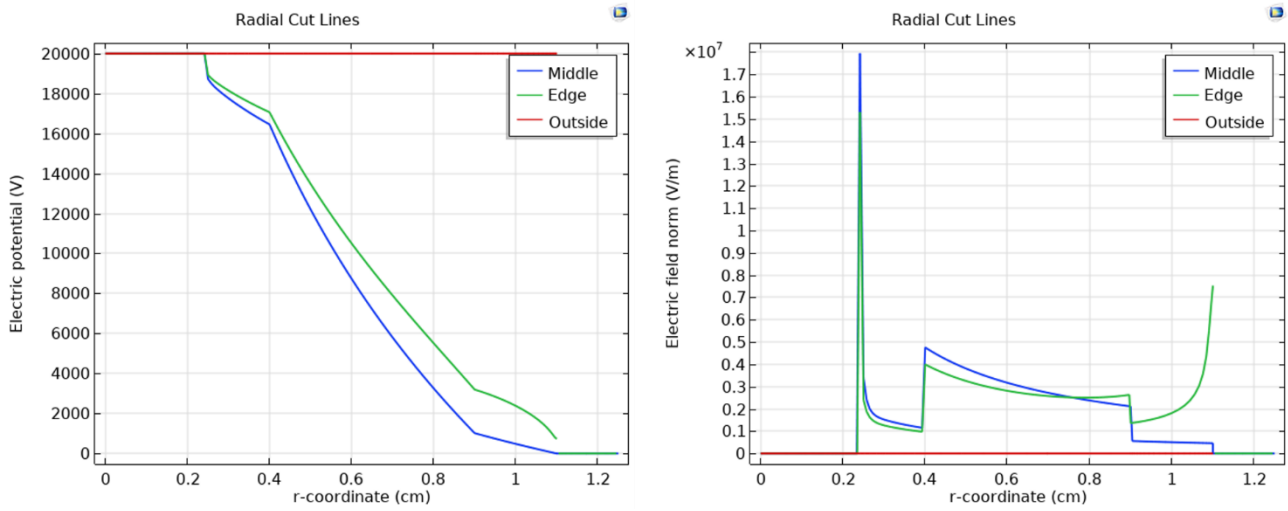 Radial Cut Lines
20000
18000
16000
14000
12000
10000
8000
6000
4000
2000
0
Electric potential (V)
Middle
Edge
Outside
0 0.2 0.4 0.6 0.8 1 1.2
r-coordinate (cm)
Radial Cut Lines
×10⁷
1.7
1.6
1.5
1.4
1.3
1.2
1.1
1
0.9
0.8
0.7
0.6
0.5
0.4
0.3
0.2
0.1
0
Electric field norm (V/m)
Middle
Edge
Outside
0 0.2 0.4 0.6 0.8 1 1.2
r-coordinate (cm)